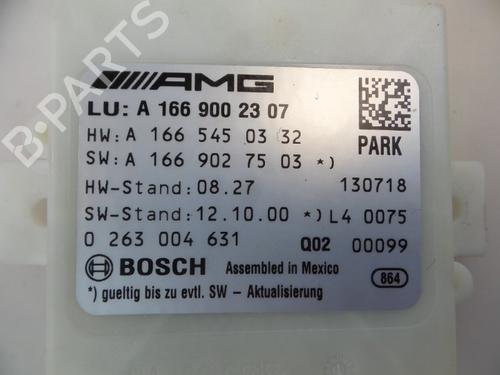 AMG
LU: A 166 900 23 07
HW: A 166 545 03 32
SW: A 166 902 75 03 *)
PARK
HW-Stand: 08.27
130718
SW-Stand: 12.10.00 *) L4 0075
0 263 004 631
Q02 00099
BOSCH Assembled in Mexico
864
*) gueltig bis zu evtl. SW - Aktualisierung
B-PARTS